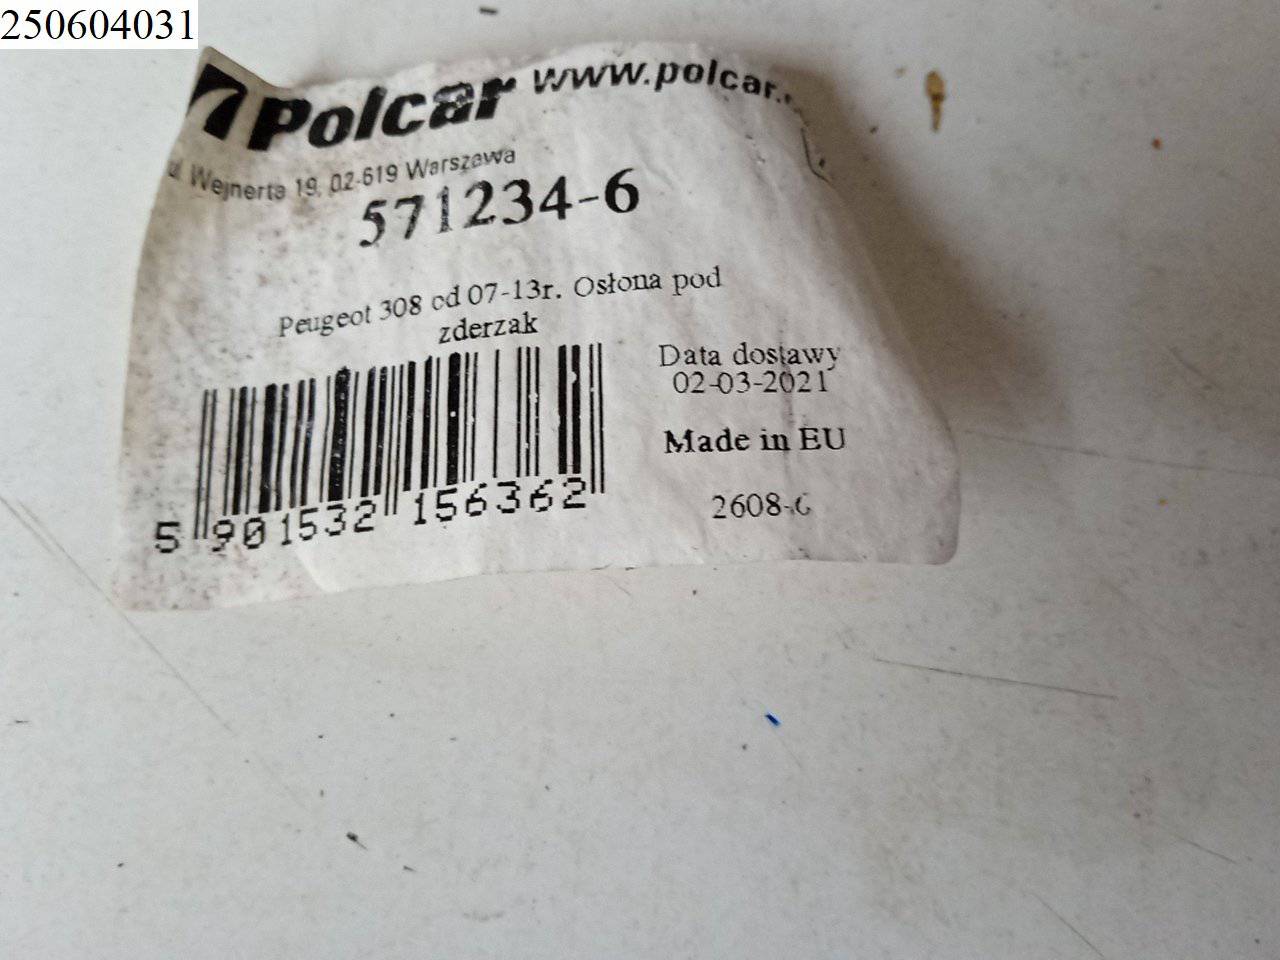 250604031
Polcar www.polcar.
ul. Wejnerta 19, 02-619 Warszawa
571234-6
Peugeot 308 od 07-13r. Osłona pod
zderzak
Data dostawy
02-03-2021
Made in EU
2608-6
5 901532 156362